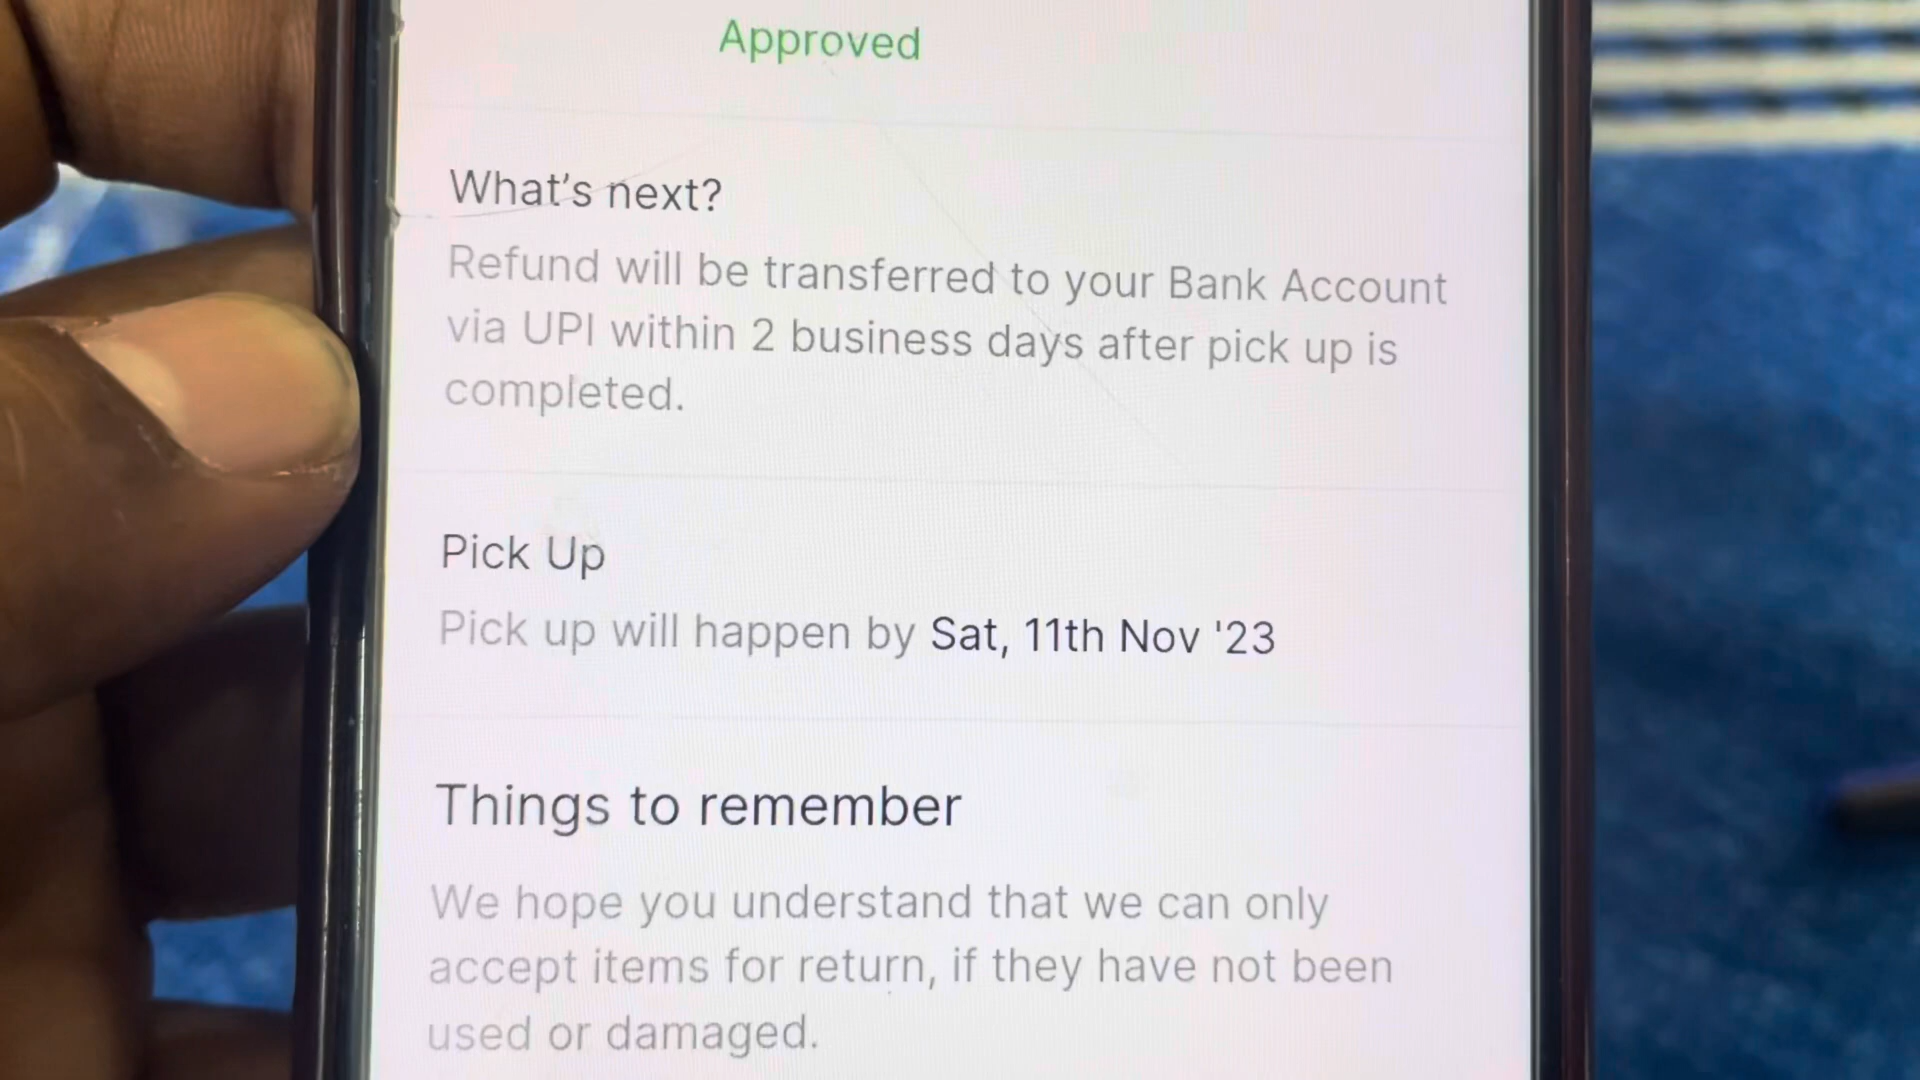 Approved
What's next?
Refund will be transferred to your Bank Account
via UPI within 2 business days after pick up is
completed.
Pick Up
Pick up will happen by Sat, 11th Nov '23
Things to remember
We hope you understand that we can only
accept items for return, if they have not been
used or damaged.